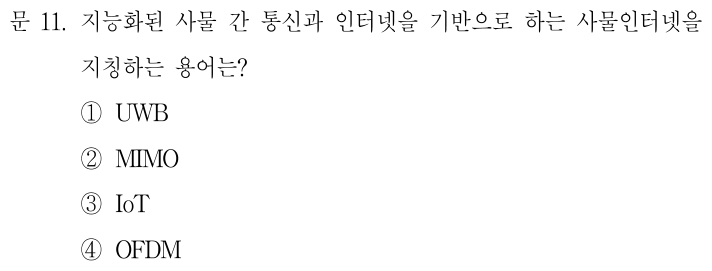 문 11. 지능화된 사물 간 통신과 인터넷을 기반으로 하는 사물인터넷을
지칭하는 용어는?
① UWB
② MIMO
③ IoT
④ OFDM